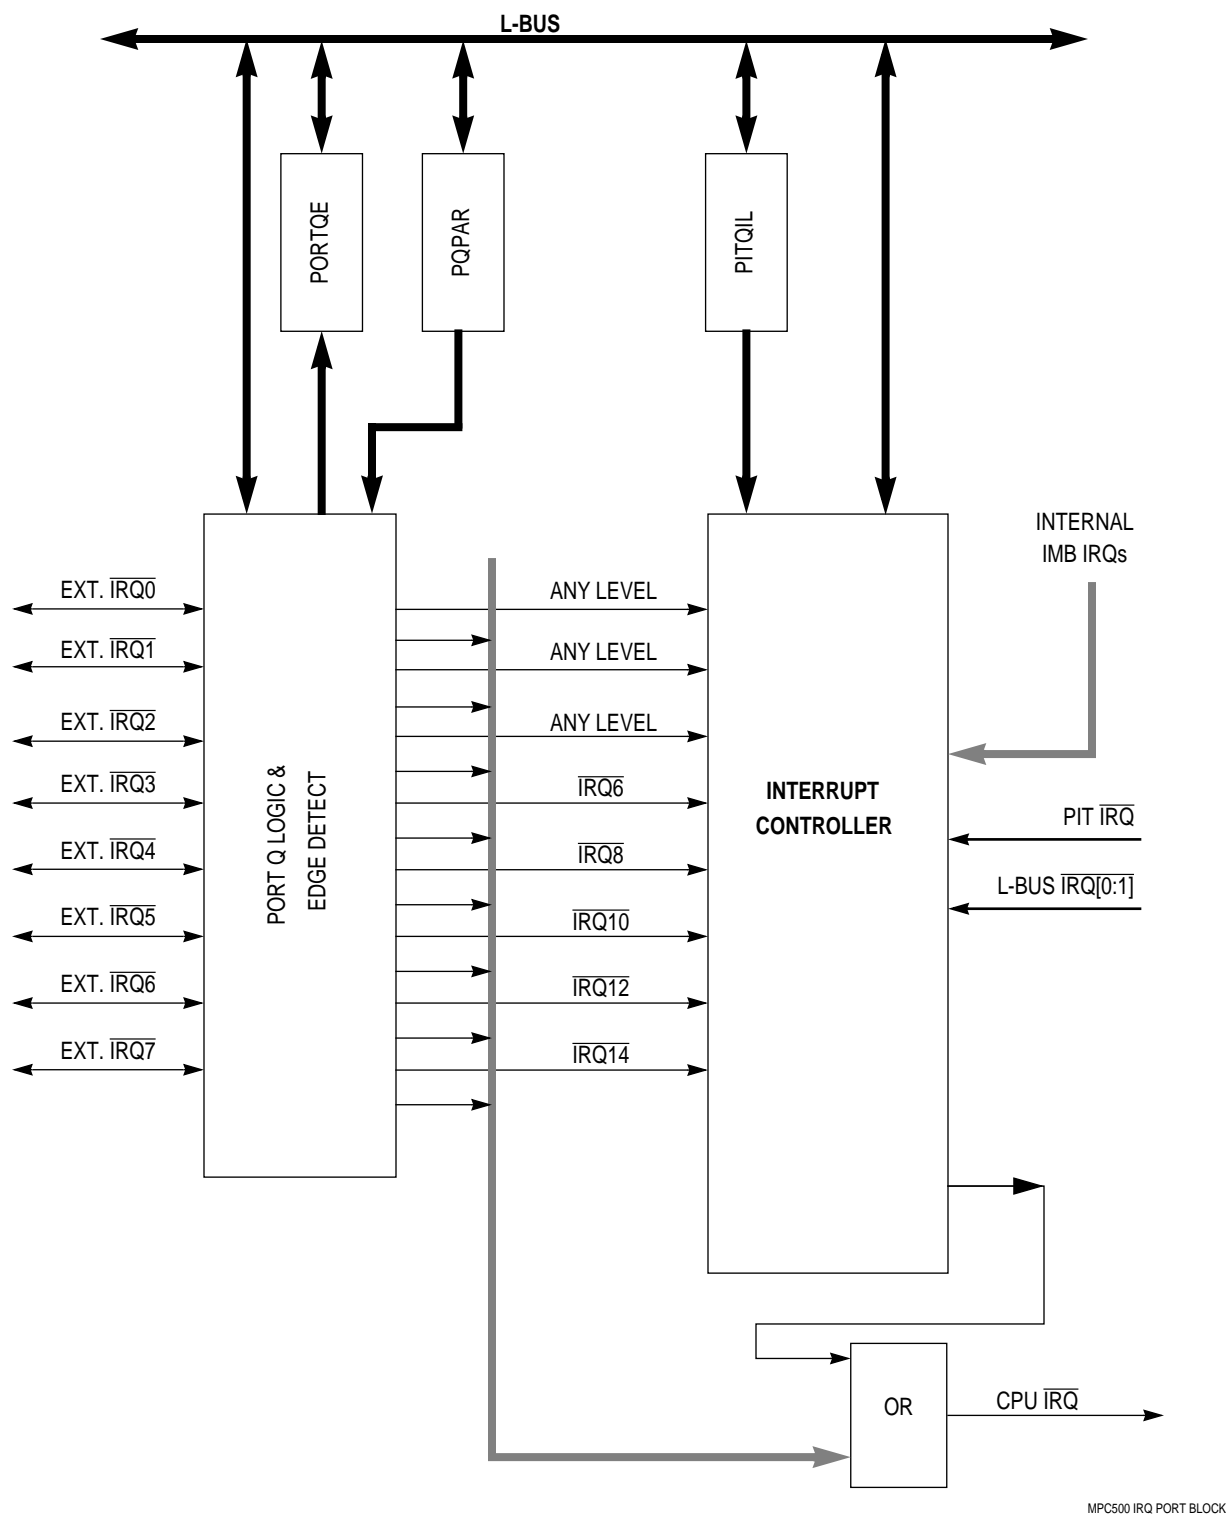 L-BUS
PORTQE
PQPAR
PITQIL
INTERNAL
IMB IRQs
EXT. IRQ0
ANY LEVEL
EXT. IRQ1
ANY LEVEL
EXT. IRQ2
ANY LEVEL
EXT. IRQ3
IRQ6
PORT Q LOGIC &
EDGE DETECT
INTERRUPT
CONTROLLER
PIT IRQ
EXT. IRQ4
IRQ8
L-BUS IRQ[0:1]
EXT. IRQ5
IRQ10
EXT. IRQ6
IRQ12
EXT. IRQ7
IRQ14
OR
CPU IRQ
MPC500 IRQ PORT BLOCK